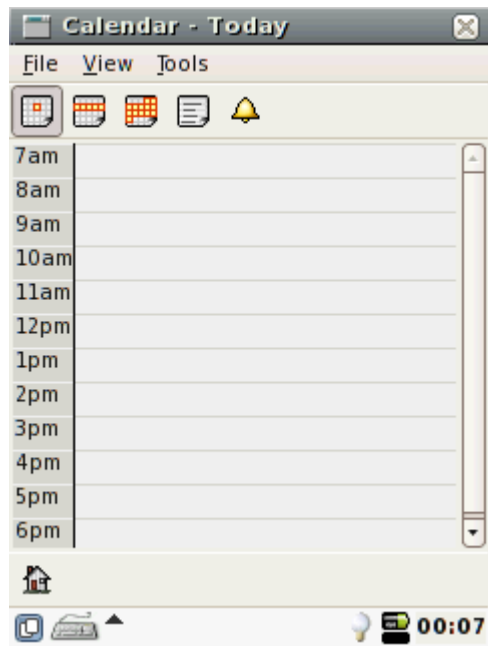 Calendar - Today
File View Tools
7am
8am
9am
10am
11am
12pm
1pm
2pm
3pm
4pm
5pm
6pm
00:07